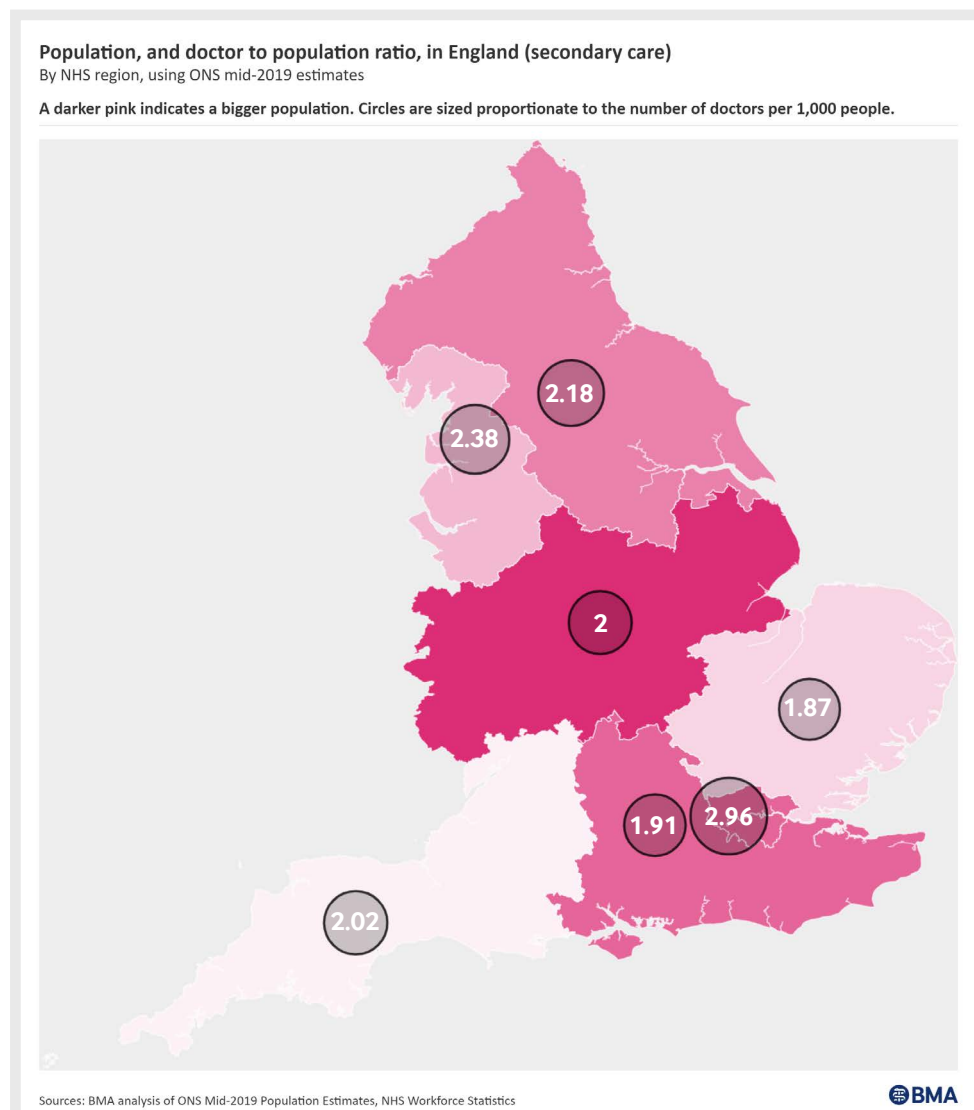 Population, and doctor to population ratio, in England (secondary care)
By NHS region, using ONS mid-2019 estimates
A darker pink indicates a bigger population. Circles are sized proportionate to the number of doctors per 1,000 people.
2.18
2.38
2
1.87
1.91
2.96
2.02
Sources: BMA analysis of ONS Mid-2019 Population Estimates, NHS Workforce Statistics
BMA